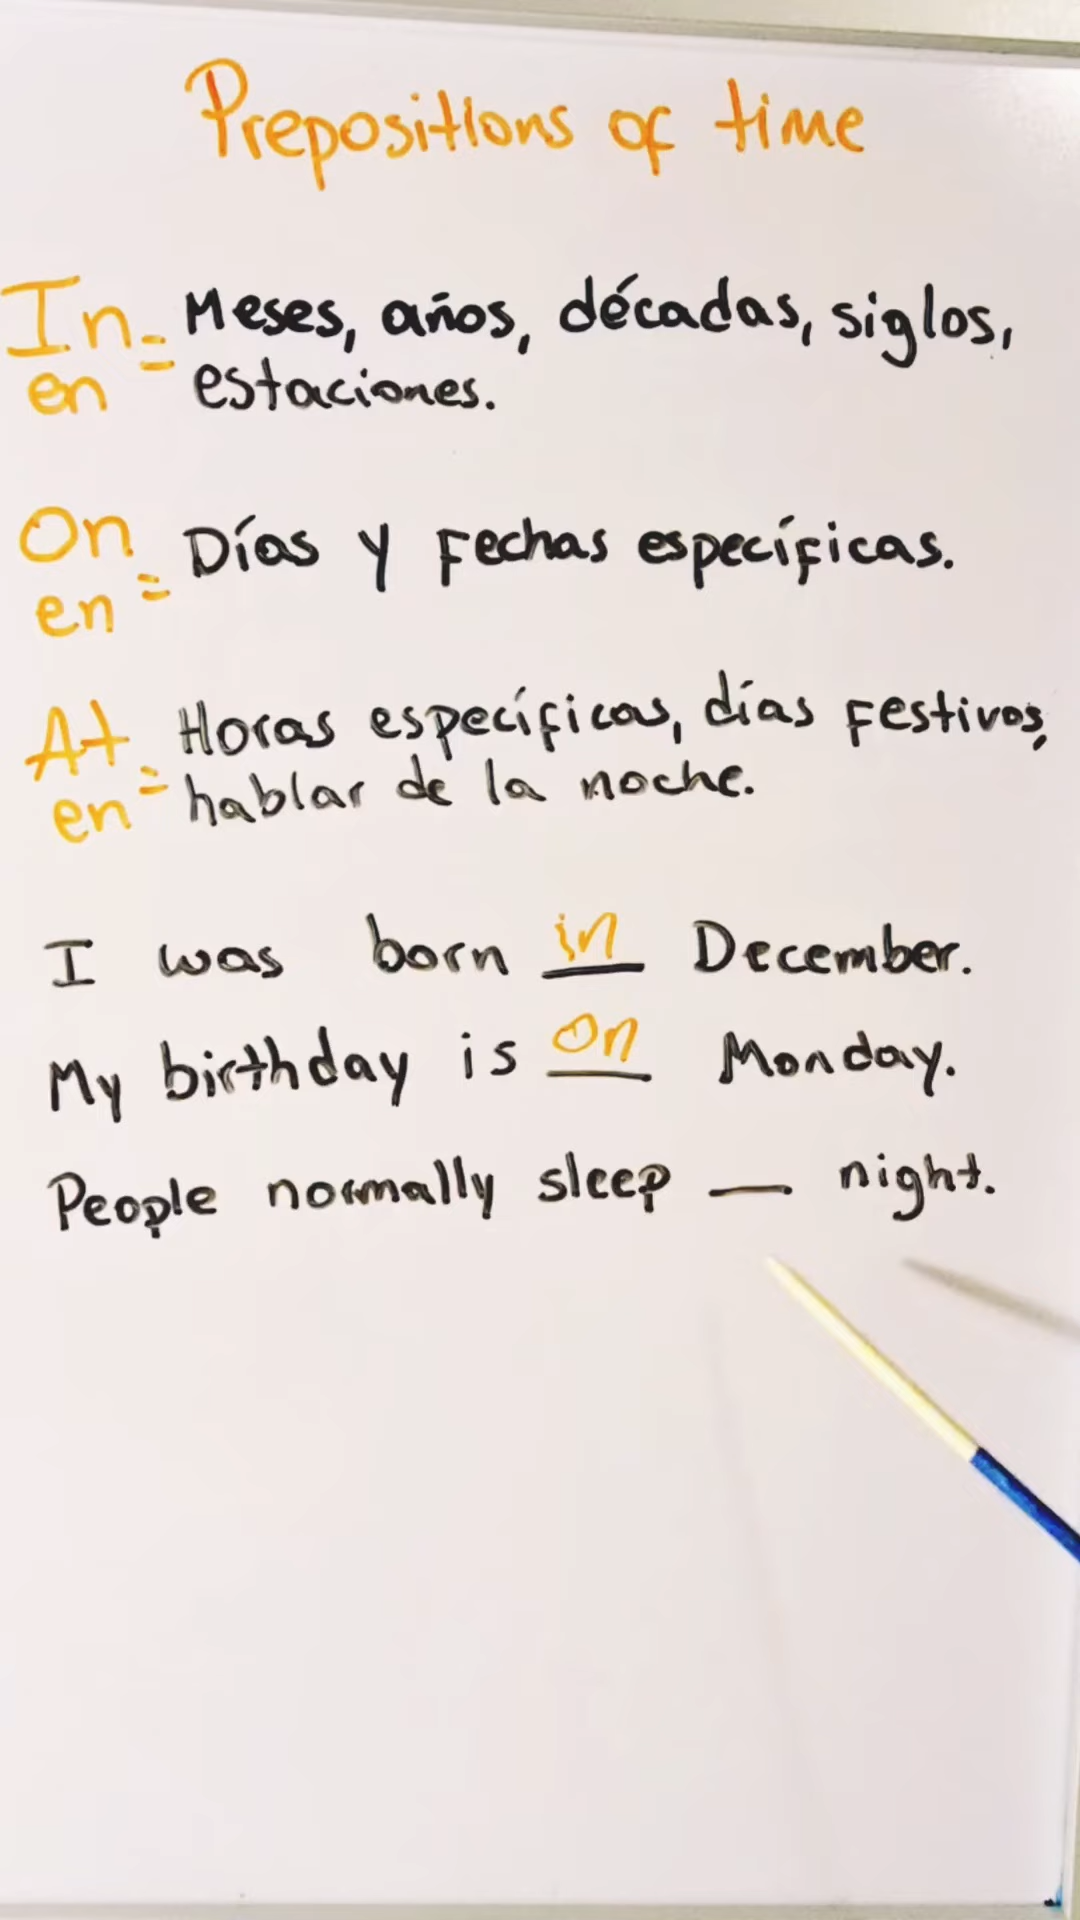 Prepositions of time
In = Meses, años, décadas, siglos,
en estaciones.
On = Días y Fechas específicas.
en
At = Horas específicas, días Festivos,
en hablar de la noche.
I was born in December.
My birthday is on Monday.
People normally sleep __ night.